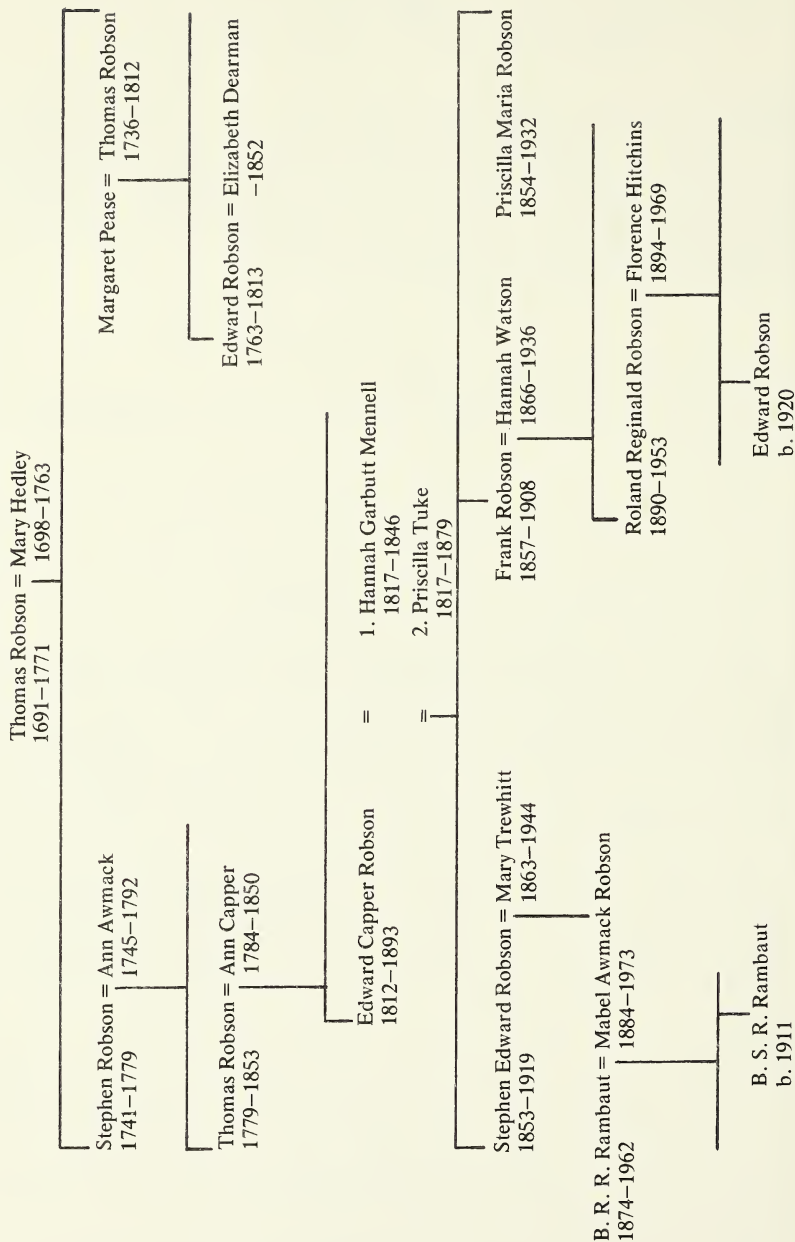 Thomas Robson = Mary Hedley
1691–1771 1698–1763
Stephen Robson = Ann Awmack
1741–1779 1745–1792
Margaret Pease = Thomas Robson
1736–1812
Thomas Robson = Ann Capper
1779–1853 1784–1850
Edward Robson = Elizabeth Dearman
1763–1813 –1852
Edward Capper Robson = 1. Hannah Garbutt Mennell
1812–1893 1817–1846
= 2. Priscilla Tuke
1817–1879
Stephen Edward Robson = Mary Trewhitt
1853–1919 1863–1944
Frank Robson = Hannah Watson
1857–1908 1866–1936
Priscilla Maria Robson
1854–1932
B. R. R. Rambaut = Mabel Awmack Robson
1874–1962 1884–1973
Roland Reginald Robson = Florence Hitchins
1890–1953 1894–1969
B. S. R. Rambaut
b. 1911
Edward Robson
b. 1920